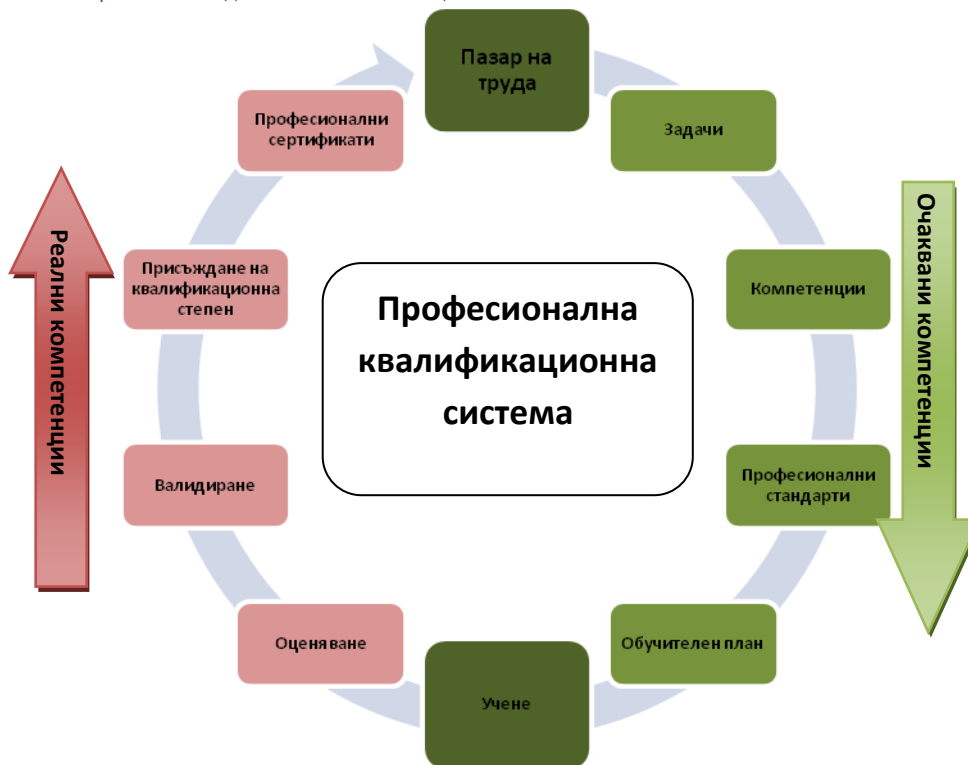 Пазар на
труда
Задачи
Компетенции
Професионални
стандарти
Обучителен план
Учене
Оценяване
Валидиране
Присъждане на
квалификационна
степен
Професионални
сертификати
Професионална
квалификационна
система
Реални компетенции
Очаквани компетенции